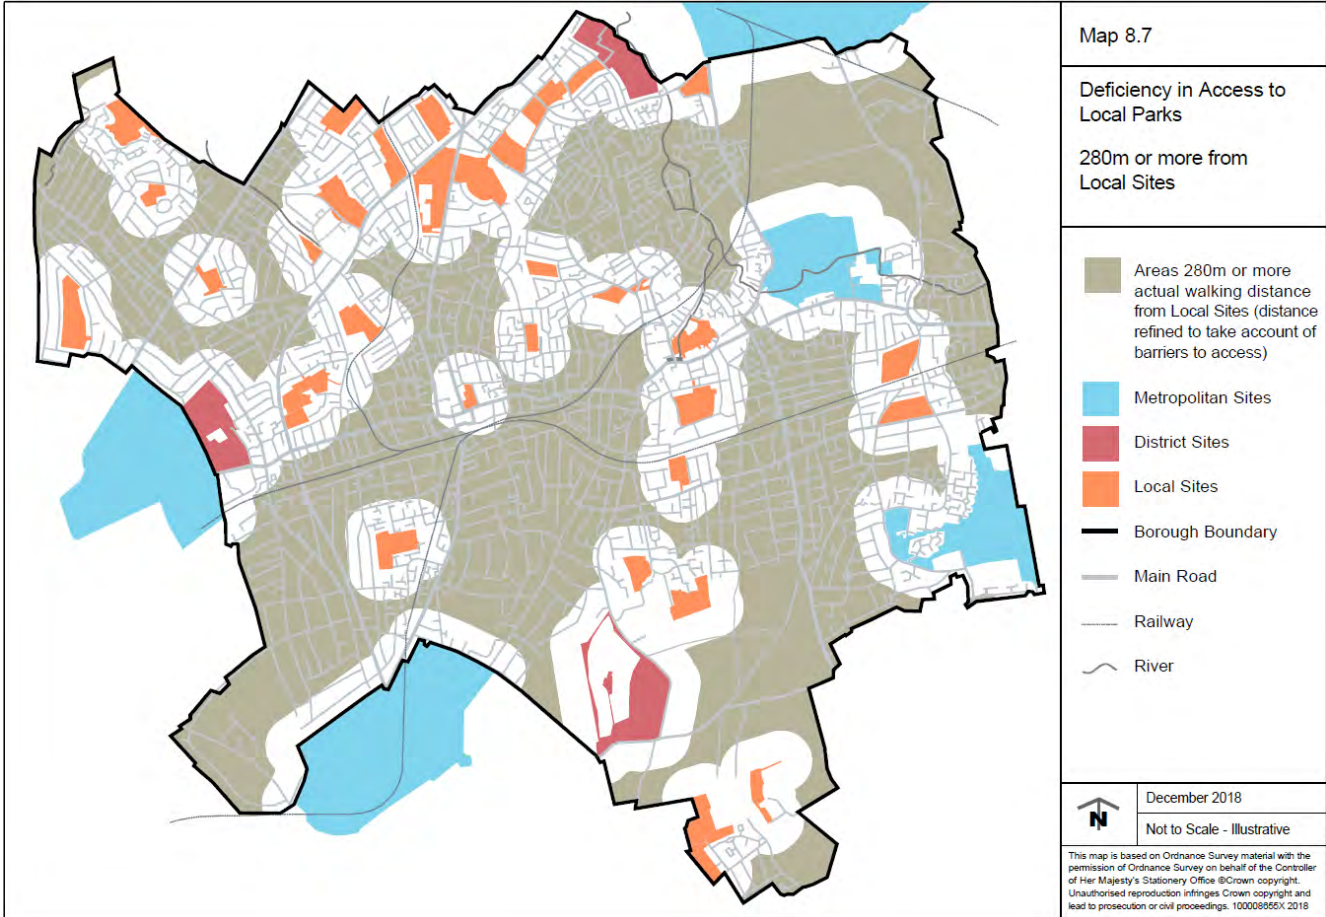 Map 8.7
Deficiency in Access to
Local Parks
280m or more from
Local Sites
Areas 280m or more
actual walking distance
from Local Sites (distance
refined to take account of
barriers to access)
Metropolitan Sites
District Sites
Local Sites
Borough Boundary
Main Road
Railway
River
N
December 2018
Not to Scale - Illustrative
This map is based on Ordnance Survey material with the
permission of Ordnance Survey on behalf of the Controller
of Her Majesty's Stationery Office ©Crown copyright.
Unauthorised reproduction infringes Crown copyright and
lead to prosecution or civil proceedings. 100008655X 2018